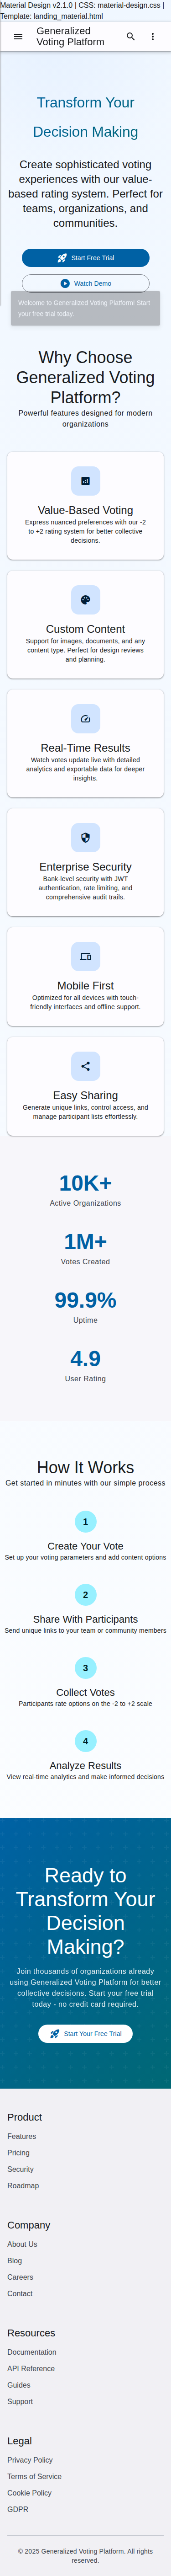 Material Design v2.1.0 | CSS: material-design.css |
Template: landing_material.html
Generalized
Voting Platform
Transform Your
Decision Making
Create sophisticated voting
experiences with our value-
based rating system. Perfect for
teams, organizations, and
communities.
Start Free Trial
Watch Demo
Welcome to Generalized Voting Platform! Start
your free trial today.
Why Choose
Generalized Voting
Platform?
Powerful features designed for modern
organizations
Value-Based Voting
Express nuanced preferences with our -2
to +2 rating system for better collective
decisions.
Custom Content
Support for images, documents, and any
content type. Perfect for design reviews
and planning.
Real-Time Results
Watch votes update live with detailed
analytics and exportable data for deeper
insights.
Enterprise Security
Bank-level security with JWT
authentication, rate limiting, and
comprehensive audit trails.
Mobile First
Optimized for all devices with touch-
friendly interfaces and offline support.
Easy Sharing
Generate unique links, control access, and
manage participant lists effortlessly.
10K+
Active Organizations
1M+
Votes Created
99.9%
Uptime
4.9
User Rating
How It Works
Get started in minutes with our simple process
1
Create Your Vote
Set up your voting parameters and add content options
2
Share With Participants
Send unique links to your team or community members
3
Collect Votes
Participants rate options on the -2 to +2 scale
4
Analyze Results
View real-time analytics and make informed decisions
Ready to
Transform Your
Decision
Making?
Join thousands of organizations already
using Generalized Voting Platform for better
collective decisions. Start your free trial
today - no credit card required.
Start Your Free Trial
Product
Features
Pricing
Security
Roadmap
Company
About Us
Blog
Careers
Contact
Resources
Documentation
API Reference
Guides
Support
Legal
Privacy Policy
Terms of Service
Cookie Policy
GDPR
© 2025 Generalized Voting Platform. All rights
reserved.